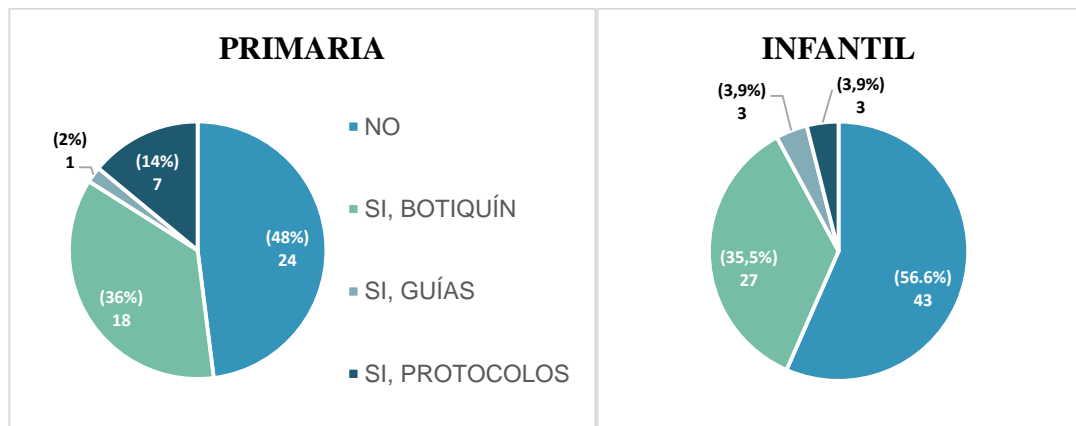 PRIMARIA
(2%)
1
(14%)
7
(48%)
24
(36%)
18
NO
SI, BOTIQUÍN
SI, GUÍAS
SI, PROTOCOLOS
INFANTIL
(3,9%)
3
(3,9%)
3
(35,5%)
27
(56.6%)
43